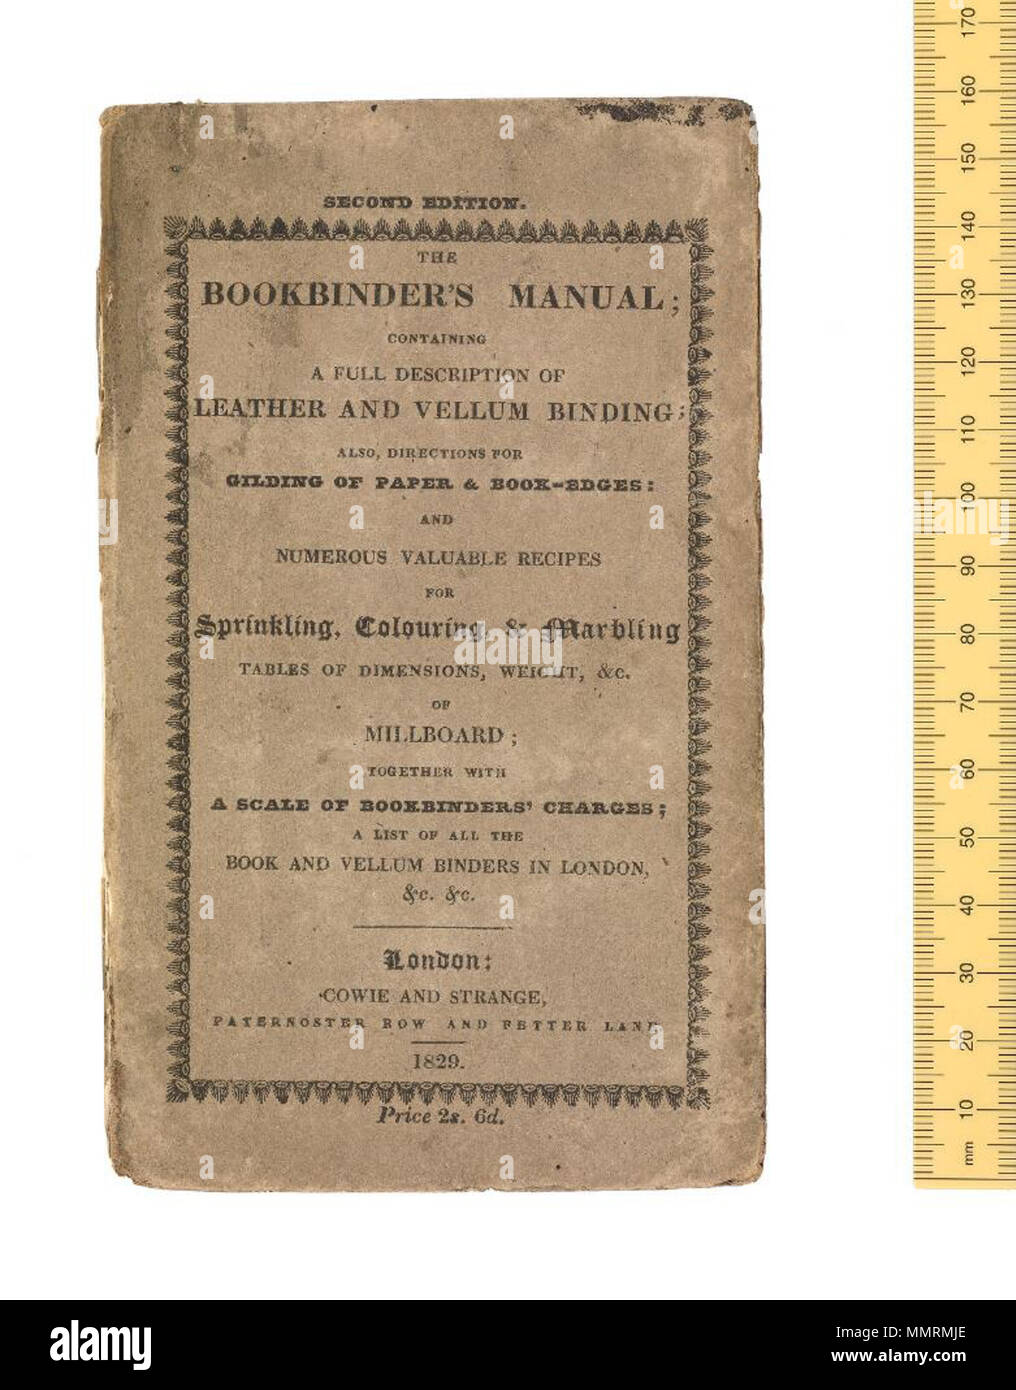 SECOND EDITION.
THE
BOOKBINDER'S MANUAL;
CONTAINING
A FULL DESCRIPTION OF
LEATHER AND VELLUM BINDING;
ALSO, DIRECTIONS FOR
GILDING OF PAPER & BOOK-EDGES:
AND
NUMEROUS VALUABLE RECIPES
FOR
Sprinkling, Colouring, & Marbling
TABLES OF DIMENSIONS, WEIGHT, &c.
OF
MILLBOARD;
TOGETHER WITH
A SCALE OF BOOKBINDERS' CHARGES;
A LIST OF ALL THE
BOOK AND VELLUM BINDERS IN LONDON,
&c. &c.
London:
COWIE AND STRANGE,
PATERNOSTER ROW AND FETTER LANE
1829.
Price 2s. 6d.
170
160
150
140
130
120
110
100
90
80
70
60
50
40
30
20
10
mm
alamy
alamy
Image ID: MMRMJE
www.alamy.com